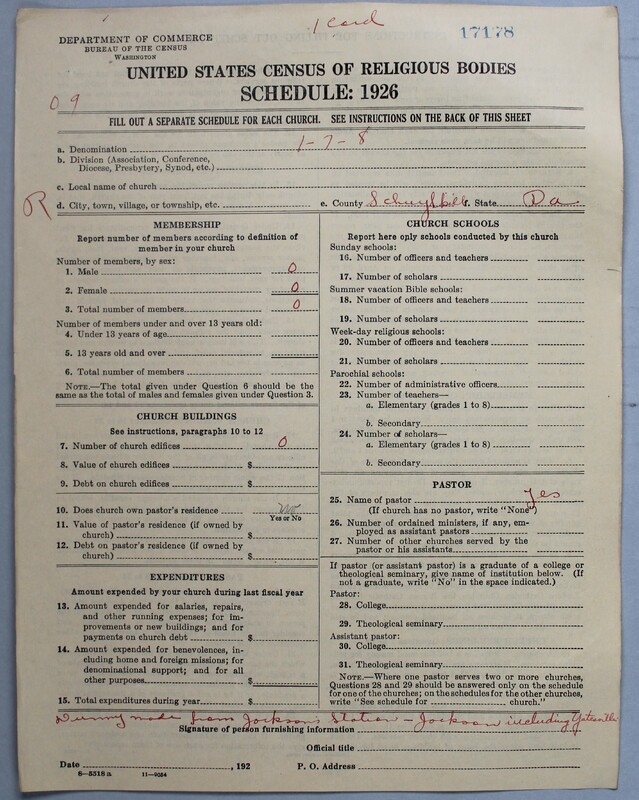 1 Card
17178
DEPARTMENT OF COMMERCE
BUREAU OF THE CENSUS
WASHINGTON
UNITED STATES CENSUS OF RELIGIOUS BODIES
SCHEDULE: 1926
09
FILL OUT A SEPARATE SCHEDULE FOR EACH CHURCH. SEE INSTRUCTIONS ON THE BACK OF THIS SHEET
a. Denomination 1-7-8
b. Division (Association, Conference,
Diocese, Presbytery, Synod, etc.)
c. Local name of church
R d. City, town, village, or township, etc. e. County Schuylkill f. State Pa
MEMBERSHIP
Report number of members according to definition of
member in your church
Number of members, by sex:
1. Male 0
2. Female 0
3. Total number of members 0
Number of members under and over 13 years old:
4. Under 13 years of age
5. 13 years old and over
6. Total number of members
NOTE.—The total given under Question 6 should be
same as the total of males and females given under Question 3.
CHURCH BUILDINGS
See instructions, paragraphs 10 to 12
7. Number of church edifices 0
8. Value of church edifices $
9. Debt on church edifices $
10. Does church own pastor's residence No
Yes or No
11. Value of pastor's residence (if owned by
church) $
12. Debt on pastor's residence (if owned by
church) $
EXPENDITURES
Amount expended by your church during last fiscal year
13. Amount expended for salaries, repairs,
and other running expenses; for im-
provements or new buildings; and for
payments on church debt $
14. Amount expended for benevolences, in-
cluding home and foreign missions; for
denominational support; and for all
other purposes $
15. Total expenditures during year $
CHURCH SCHOOLS
Report here only schools conducted by this church
Sunday schools:
16. Number of officers and teachers
17. Number of scholars
Summer vacation Bible schools:
18. Number of officers and teachers
19. Number of scholars
Week-day religious schools:
20. Number of officers and teachers
21. Number of scholars
Parochial schools:
22. Number of administrative officers
23. Number of teachers—
a. Elementary (grades 1 to 8)
b. Secondary
24. Number of scholars—
a. Elementary (grades 1 to 8)
b. Secondary
PASTOR
25. Name of pastor Yes
(If church has no pastor, write "None")
26. Number of ordained ministers, if any, em-
ployed as assistant pastors
27. Number of other churches served by the
pastor or his assistants
If pastor (or assistant pastor) is a graduate of a college or
theological seminary, give name of institution below. (If
not a graduate, write "No" in the space indicated.)
Pastor:
28. College
29. Theological seminary
Assistant pastor:
30. College
31. Theological seminary
NOTE.—Where one pastor serves two or more churches,
Questions 28 and 29 should be answered only on the schedule
for one of the churches; on the schedules for the other churches,
write "See schedule for church."
Dummy made from Jacksons Station – Jackson including Yatesville
Signature of person furnishing information
Official title
Date , 192 P. O. Address
8—5518a 11—9564